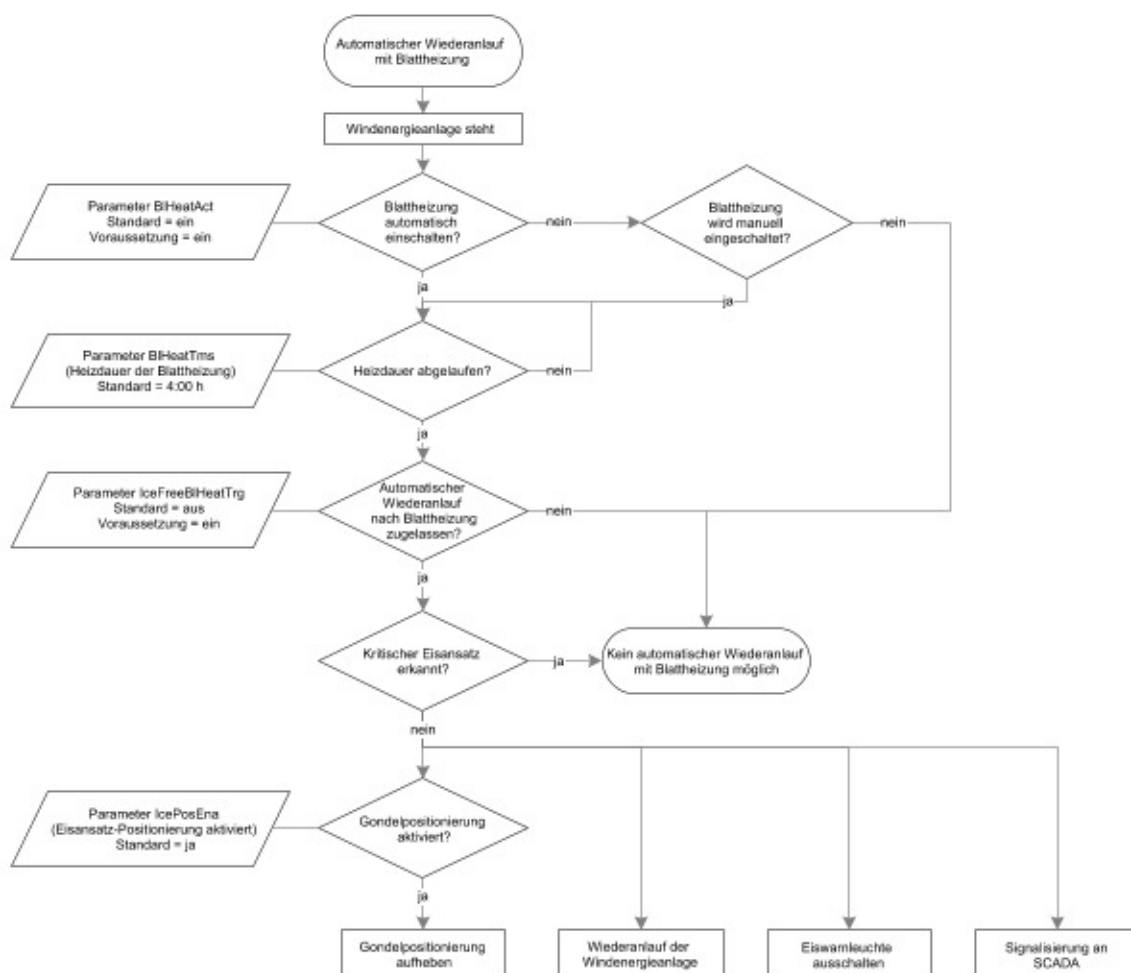 Automatischer Wiederanlauf
mit Blattheizung
Windenergieanlage steht
Parameter BlHeatAct
Standard = ein
Voraussetzung = ein
Blattheizung
automatisch
einschalten?
nein
Blattheizung
wird manuell
eingeschaltet?
nein
ja
ja
Parameter BlHeatTms
(Heizdauer der Blattheizung)
Standard = 4:00 h
Heizdauer abgelaufen?
nein
ja
Parameter IceFreeBlHeatTrg
Standard = aus
Voraussetzung = ein
Automatischer
Wiederanlauf
nach Blattheizung
zugelassen?
nein
ja
Kritischer Eisansatz
erkannt?
ja
Kein automatischer Wiederanlauf
mit Blattheizung möglich
nein
Parameter IcePosEna
(Eisansatz-Positionierung aktiviert)
Standard = ja
Gondelpositionierung
aktiviert?
ja
Gondelpositionierung
aufheben
Wiederanlauf der
Windenergieanlage
Eiswarnleuchte
ausschalten
Signalisierung an
SCADA